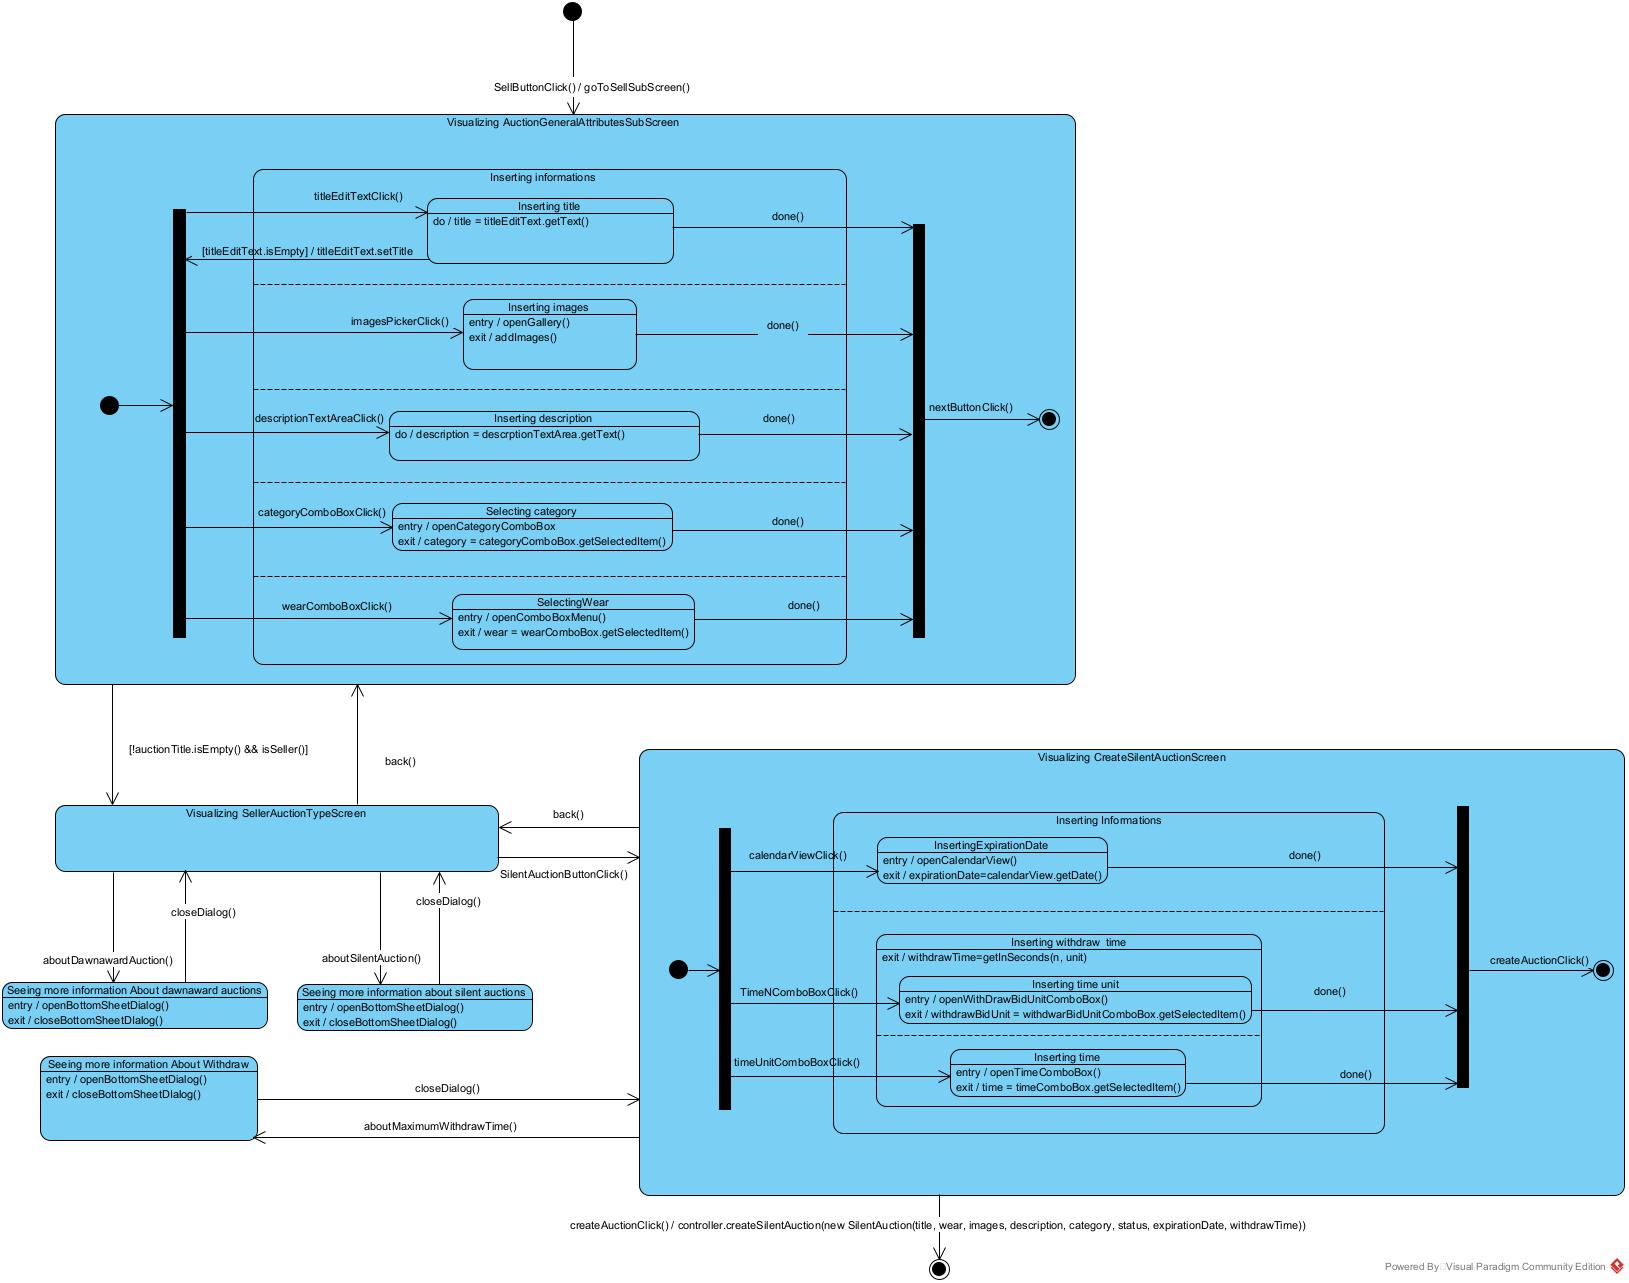 SellButtonClick() / goToSellSubScreen()
Visualizing AuctionGeneralAttributesSubScreen
Inserting informations
titleEditTextClick()
Inserting title
do / title = titleEditText.getText()
done()
[titleEditText.isEmpty] / titleEditText.setTitle
imagesPickerClick()
Inserting images
entry / openGallery()
exit / addImages()
done()
descriptionTextAreaClick()
Inserting description
do / description = descrptionTextArea.getText()
done()
nextButtonClick()
categoryComboBoxClick()
Selecting category
entry / openCategoryComboBox
exit / category = categoryComboBox.getSelectedItem()
done()
wearComboBoxClick()
SelectingWear
entry / openComboBoxMenu()
exit / wear = wearComboBox.getSelectedItem()
done()
[!auctionTitle.isEmpty() && isSeller()]
back()
Visualizing SellerAuctionTypeScreen
back()
SilentAuctionButtonClick()
closeDialog()
closeDialog()
aboutDawnawardAuction()
aboutSilentAuction()
Seeing more information About dawnaward auctions
entry / openBottomSheetDialog()
exit / closeBottomSheetDIalog()
Seeing more information about silent auctions
entry / openBottomSheetDialog()
exit / closeBottomSheetDialog()
Seeing more information About Withdraw
entry / openBottomSheetDialog()
exit / closeBottomSheetDIalog()
closeDialog()
aboutMaximumWithdrawTime()
Visualizing CreateSilentAuctionScreen
Inserting Informations
calendarViewClick()
InsertingExpirationDate
entry / openCalendarView()
exit / expirationDate=calendarView.getDate()
done()
Inserting withdraw time
exit / withdrawTime=getInSeconds(n, unit)
TimeNComboBoxClick()
Inserting time unit
entry / openWithDrawBidUnitComboBox()
exit / withdrawBidUnit = withdwarBidUnitComboBox.getSelectedItem()
done()
createAuctionClick()
timeUnitComboBoxClick()
Inserting time
entry / openTimeComboBox()
exit / time = timeComboBox.getSelectedItem()
done()
createAuctionClick() / controller.createSilentAuction(new SilentAuction(title, wear, images, description, category, status, expirationDate, withdrawTime))
Powered By Visual Paradigm Community Edition